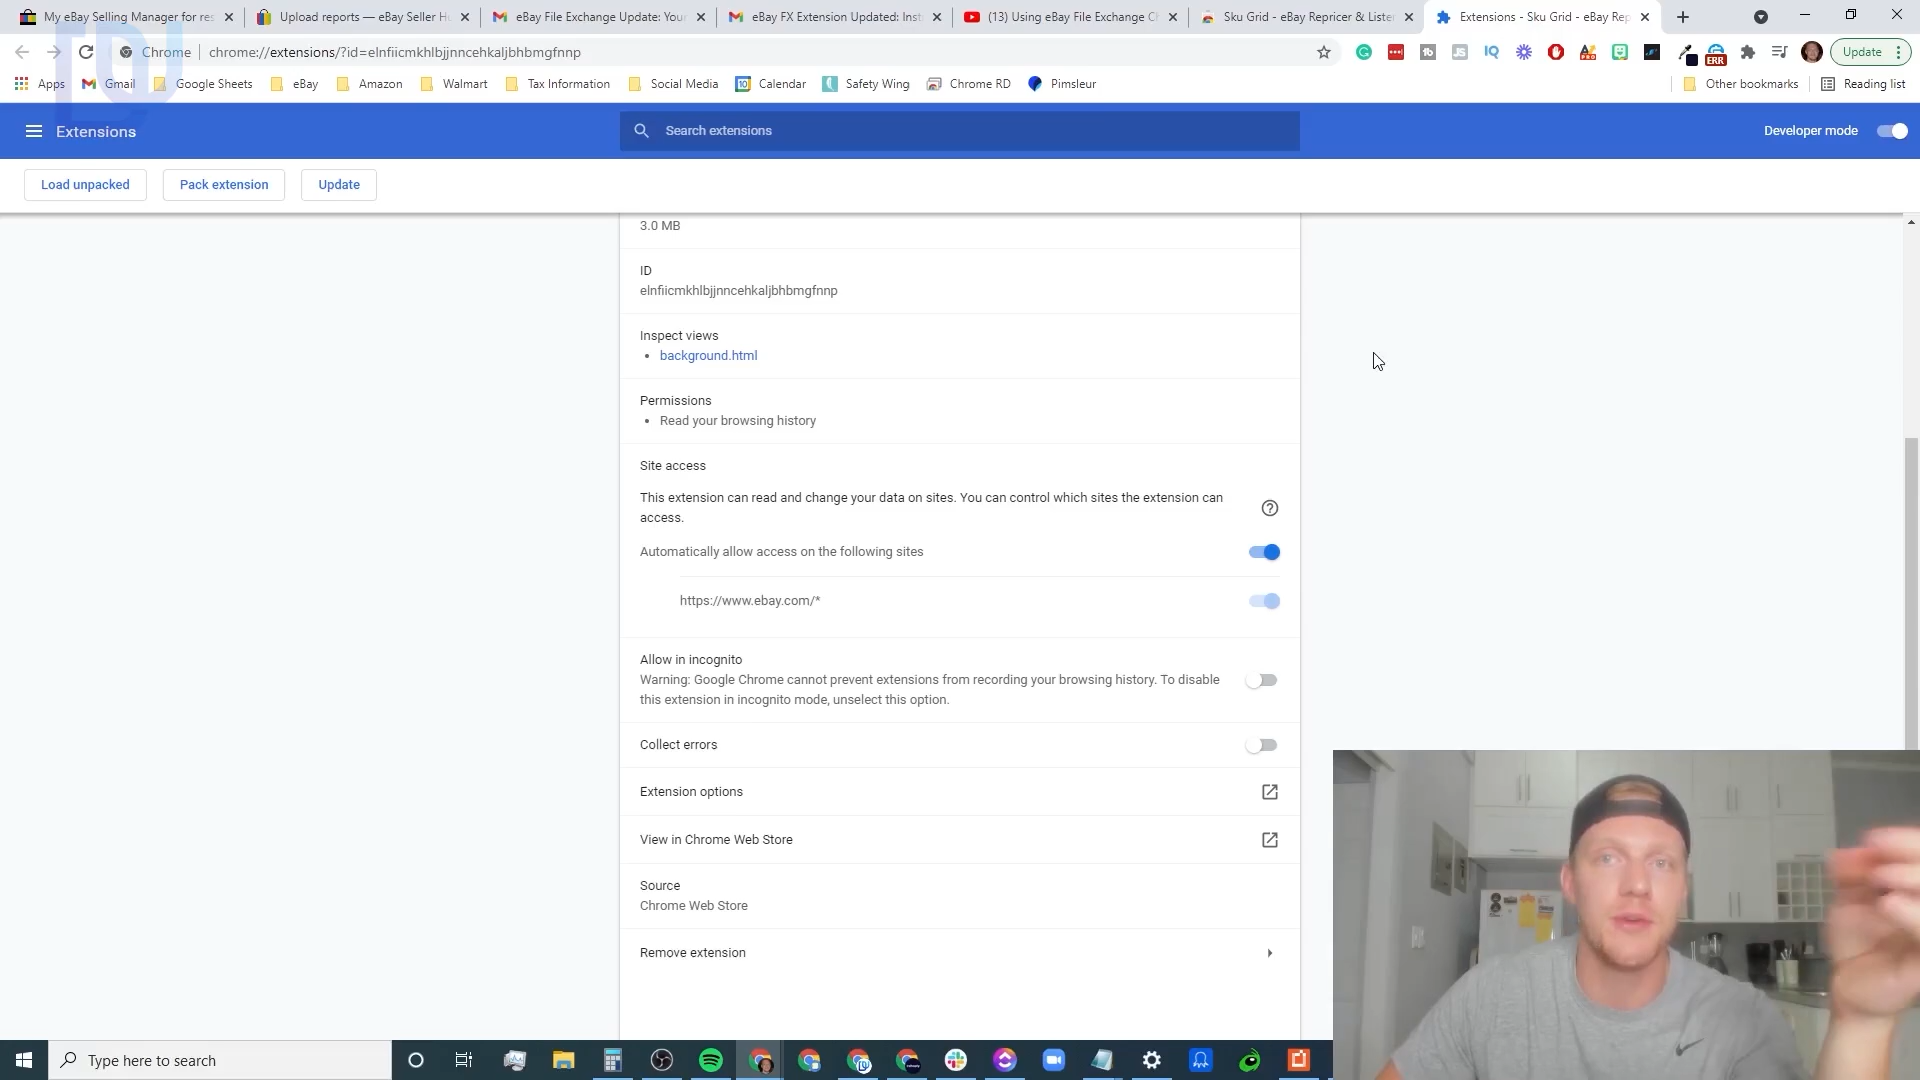 My eBay Selling Manager for res
Upload reports — eBay Seller H
eBay File Exchange Update: You
eBay FX Extension Updated: Inst
(13) Using eBay File Exchange C
Sku Grid - eBay Repricer & Liste
Extensions - Sku Grid - eBay Rep
Chrome
chrome://extensions/?id=elnfiicmkhlbjjnncehkaljbhbmgfnnp
Update
Apps
Gmail
Google Sheets
eBay
Amazon
Walmart
Tax Information
Social Media
Calendar
Safety Wing
Chrome RD
Pimsleur
Other bookmarks
Reading list
Extensions
Search extensions
Developer mode
Load unpacked
Pack extension
Update
3.0 MB
ID
elnfiicmkhlbjjnncehkaljbhbmgfnnp
Inspect views
background.html
Permissions
Read your browsing history
Site access
This extension can read and change your data on sites. You can control which sites the extension can
access.
Automatically allow access on the following sites
https://www.ebay.com/*
Allow in incognito
Warning: Google Chrome cannot prevent extensions from recording your browsing history. To disable
this extension in incognito mode, unselect this option.
Collect errors
Extension options
View in Chrome Web Store
Source
Chrome Web Store
Remove extension
Type here to search
IQ
JS
ERR